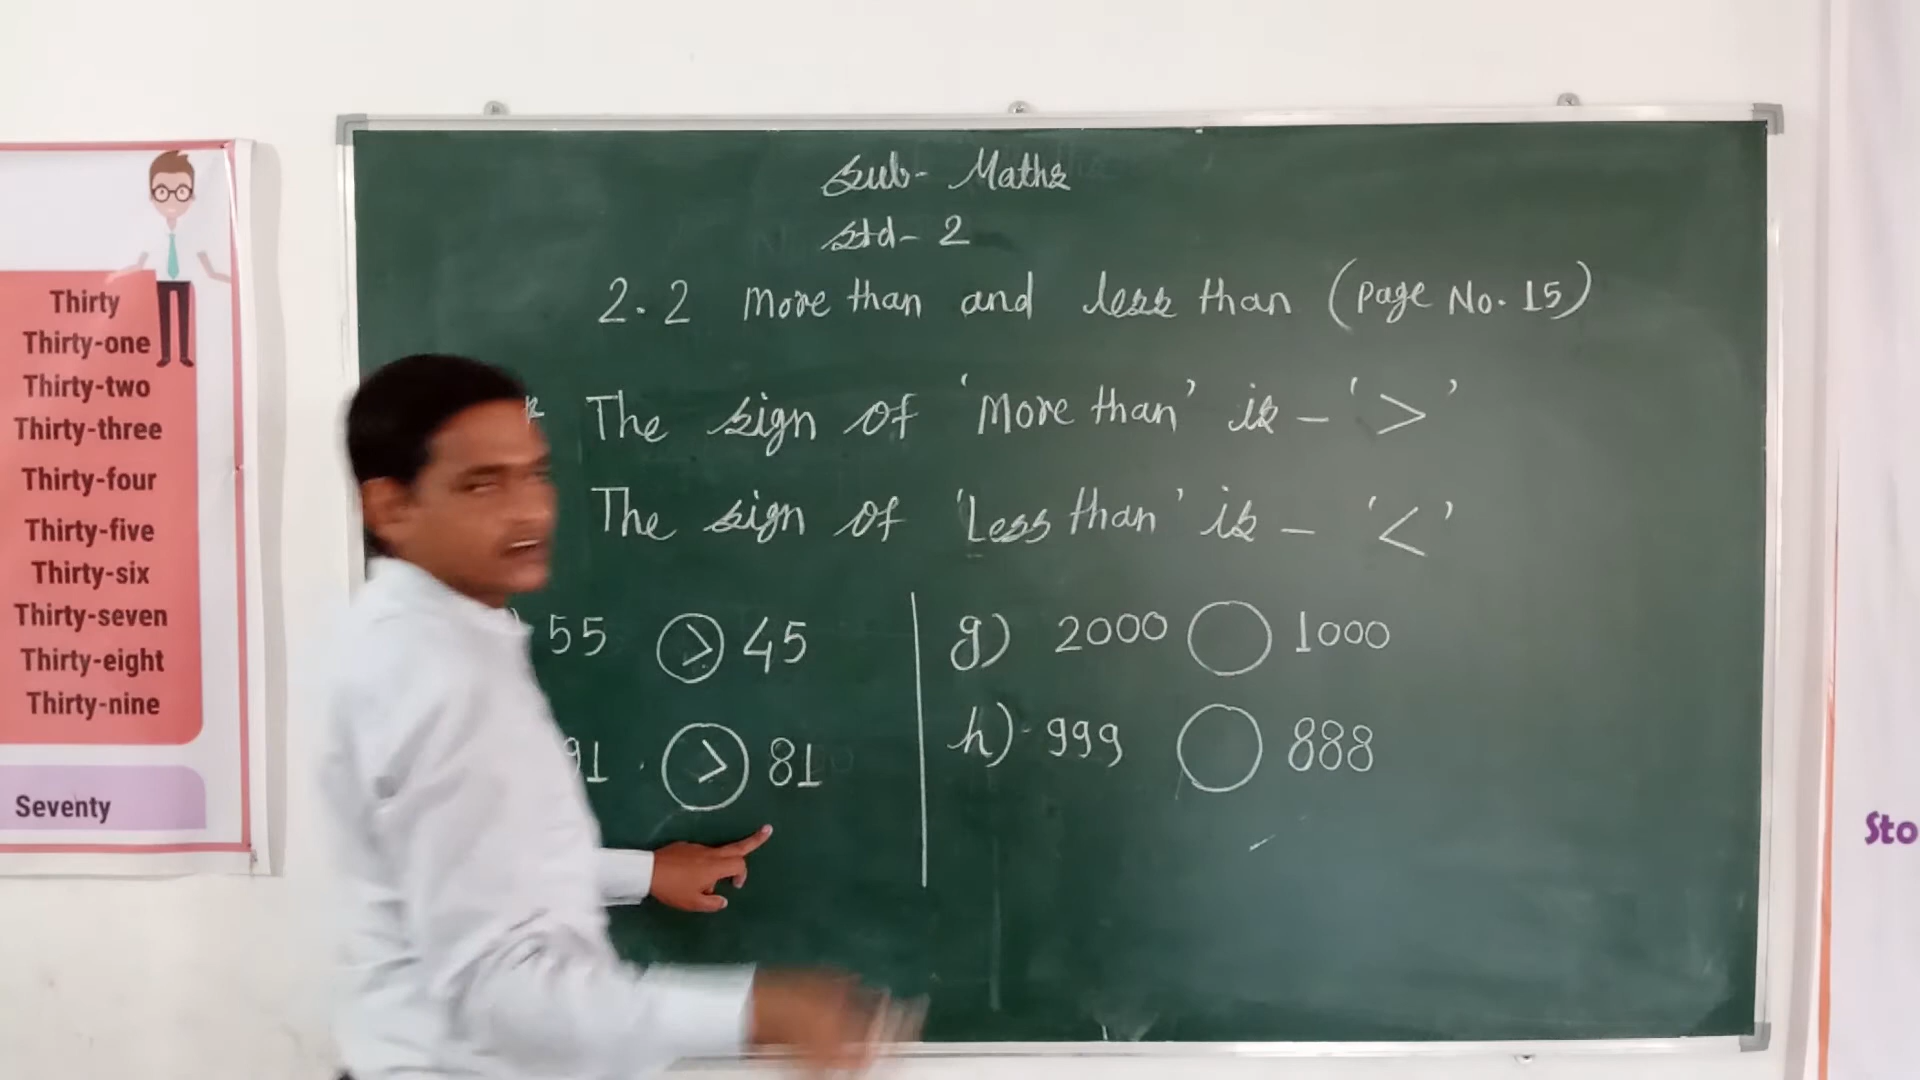 Thirty
Thirty-one
Thirty-two
Thirty-three
Thirty-four
Thirty-five
Thirty-six
Thirty-seven
Thirty-eight
Thirty-nine
Seventy
Sub- Maths
Std- 2
2.2 More than and less than (Page No. 15)
The sign of 'More than' is - '>'
The sign of 'Less than' is - '<'
55 > 45
91 > 81
g) 2000 1000
h) 999 888
Sto